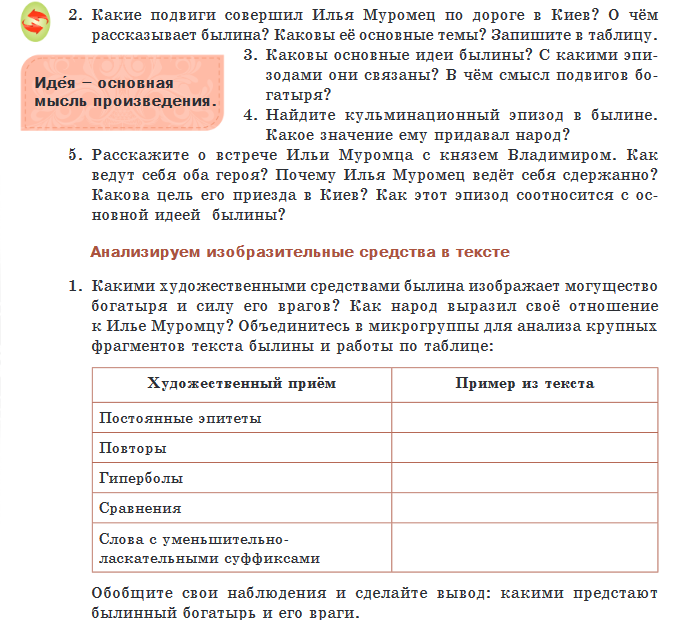 2. Какие подвиги совершил Илья Муромец по дороге в Киев? О чём
рассказывает былина? Каковы её основные темы? Запишите в таблицу.
Иде́я – основная
мысль произведения.
3. Каковы основные идеи былины? С какими эпи-
зодами они связаны? В чём смысл подвигов бо-
гатыря?
4. Найдите кульминационный эпизод в былине.
Какое значение ему придавал народ?
5. Расскажите о встрече Ильи Муромца с князем Владимиром. Как
ведут себя оба героя? Почему Илья Муромец ведёт себя сдержанно?
Какова цель его приезда в Киев? Как этот эпизод соотносится с ос-
новной идеей былины?
Анализируем изобразительные средства в тексте
1. Какими художественными средствами былина изображает могущество
богатыря и силу его врагов? Как народ выразил своё отношение
к Илье Муромцу? Объединитесь в микрогруппы для анализа крупных
фрагментов текста былины и работы по таблице:
Художественный приём Пример из текста
Постоянные эпитеты
Повторы
Гиперболы
Сравнения
Слова с уменьшительно-
ласкательными суффиксами
Обобщите свои наблюдения и сделайте вывод: какими предстают
былинный богатырь и его враги.